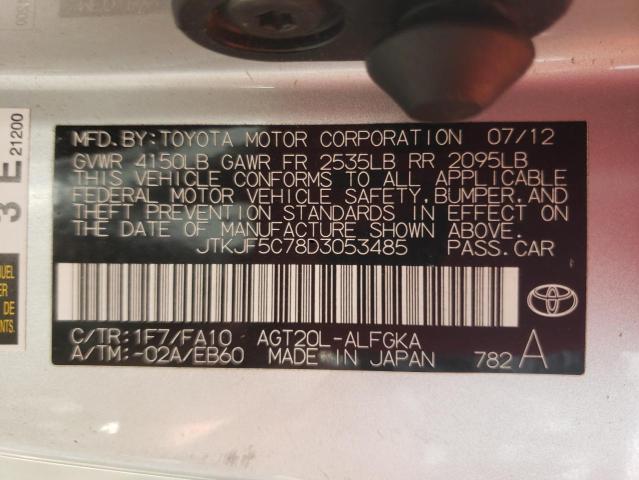 MFD.BY:TOYOTA MOTOR CORPORATION 07/12
GVWR 4150LB GAWR FR 2535LB RR 2095LB
THIS VEHICLE CONFORMS TO ALL APPLICABLE
FEDERAL MOTOR VEHICLE SAFETY,BUMPER,AND
THEFT PREVENTION STANDARDS IN EFFECT ON
THE DATE OF MANUFACTURE SHOWN ABOVE.
JTKJF5C78D3053485 PASS.CAR
C/TR:1F7/FA10 AGT20L-ALFGKA
A/TM:-02A/EB60 MADE IN JAPAN 782 A
3 E
21200